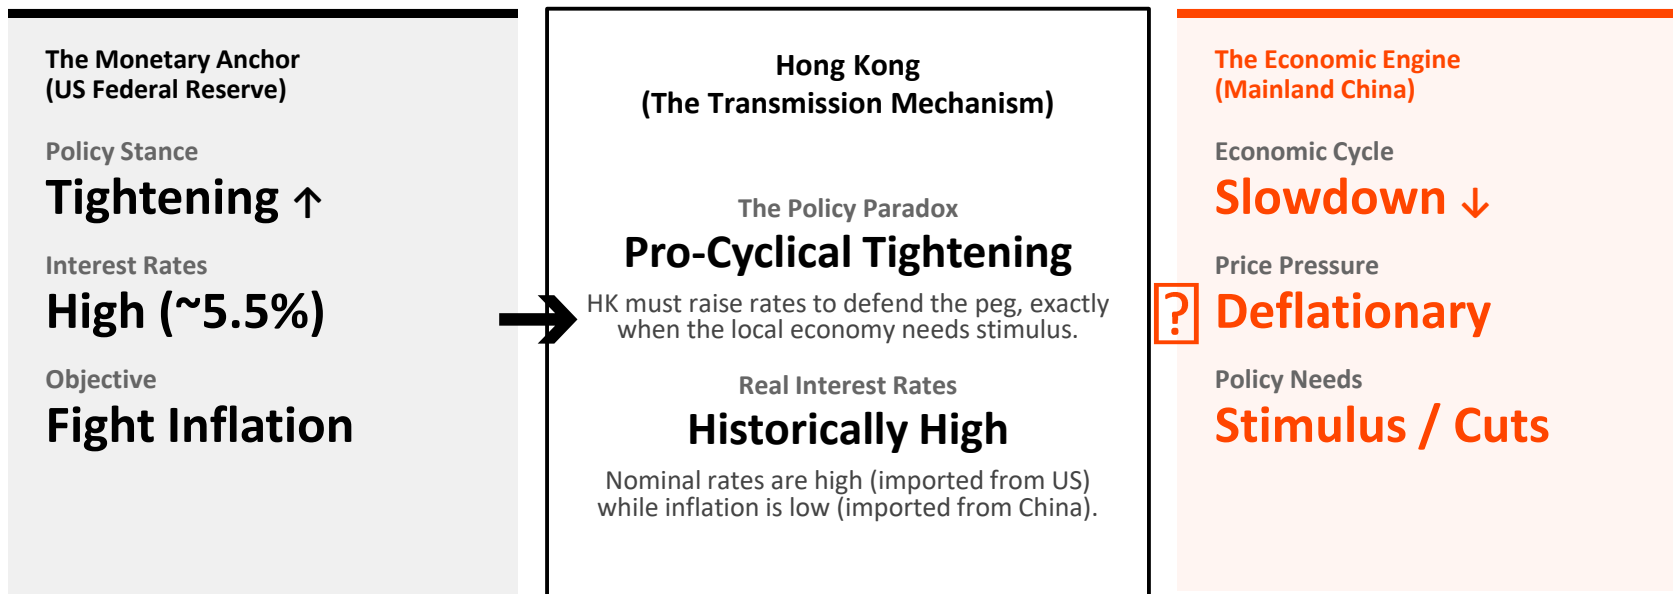 The Monetary Anchor
(US Federal Reserve)
Policy Stance
Tightening ↑
Interest Rates
High (~5.5%)
Objective
Fight Inflation
Hong Kong
(The Transmission Mechanism)
The Policy Paradox
Pro-Cyclical Tightening
HK must raise rates to defend the peg, exactly
when the local economy needs stimulus.
Real Interest Rates
Historically High
Nominal rates are high (imported from US)
while inflation is low (imported from China).
The Economic Engine
(Mainland China)
Economic Cycle
Slowdown ↓
Price Pressure
Deflationary
Policy Needs
Stimulus / Cuts